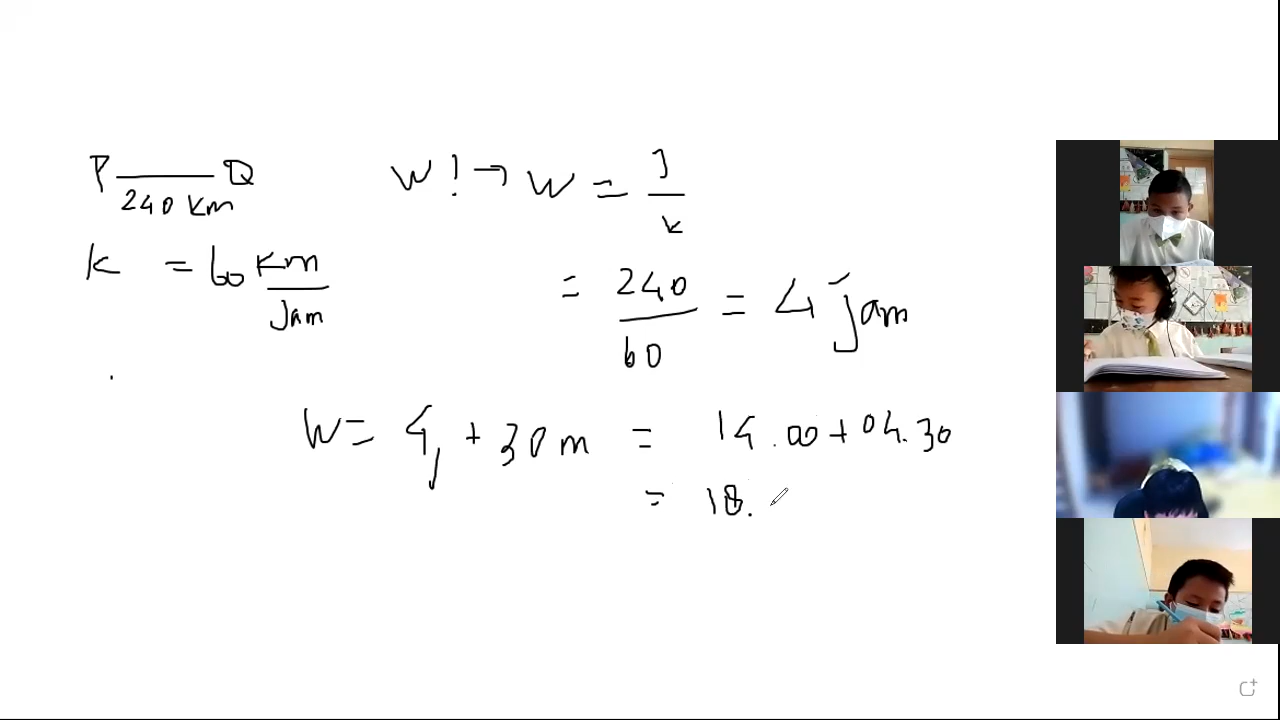 P Q
240 Km
K = 60 Km / Jam
W ! → W = J / K
= 240 / 60 = 4 jam
W = 4 j + 30 m = 14.00 + 04.30
= 18.